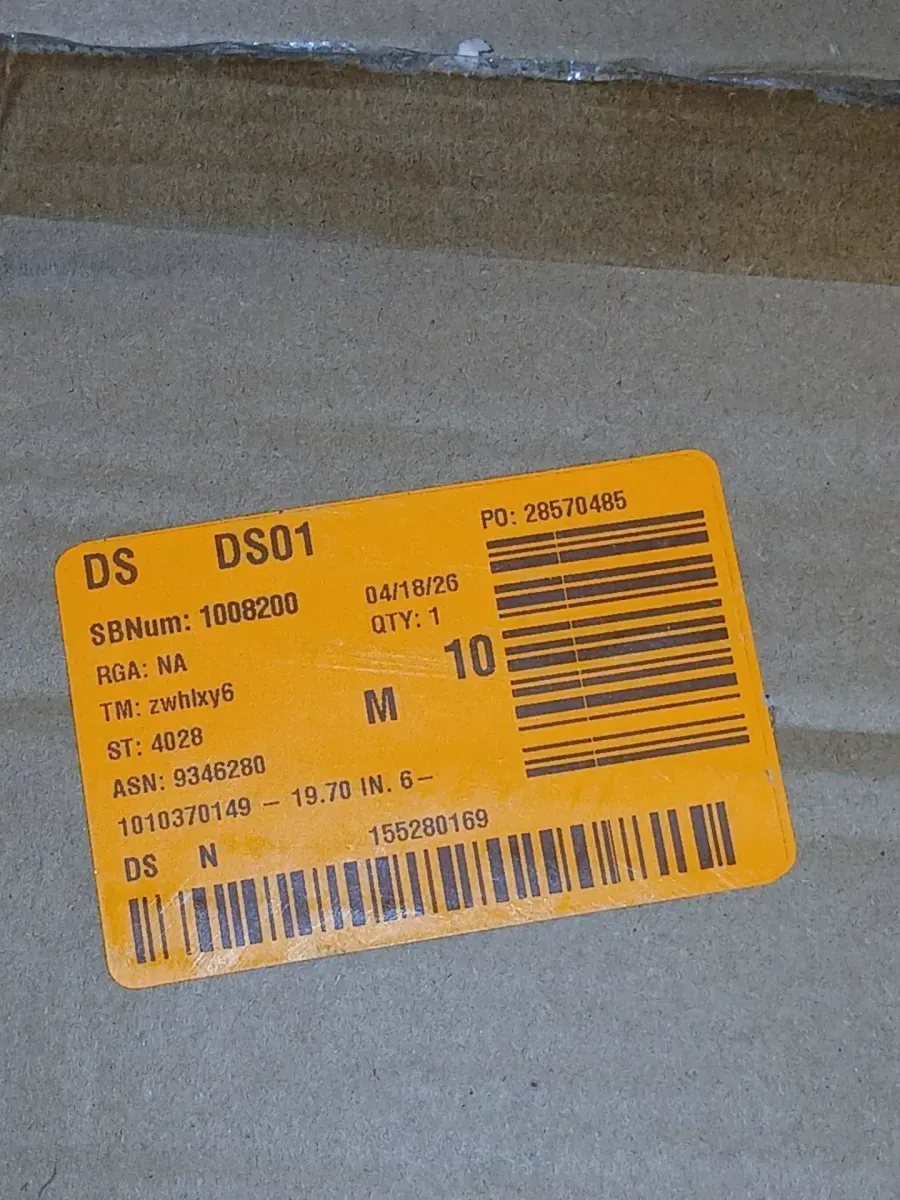 DS DS01
PO: 28570485
SBNum: 1008200
04/18/26
QTY: 1
RGA: NA
10
TM: zwhlxy6
M
ST: 4028
ASN: 9346280
1010370149 – 19.70 IN. 6–
DS N 155280169